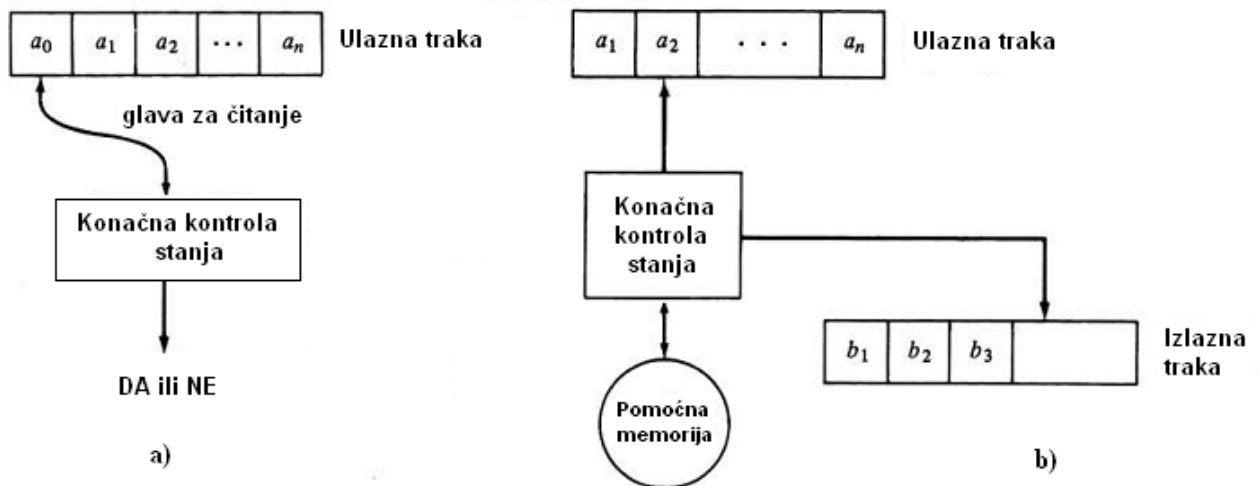 a₀ a₁ a₂ ··· aₙ Ulazna traka
glava za čitanje
Konačna kontrola
stanja
DA ili NE
a)
a₁ a₂ · · · aₙ Ulazna traka
Konačna
kontrola
stanja
b₁ b₂ b₃
Izlazna
traka
Pomoćna
memorija
b)